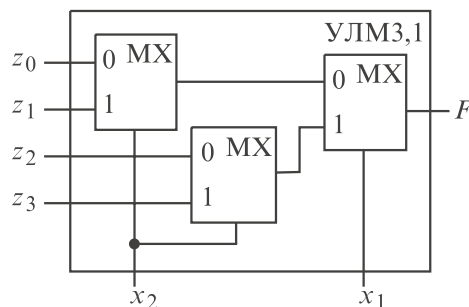 УЛМ3,1
z0 0 MX
z1 1
0 MX
1 F
z2 0 MX
z3 1
x2 x1